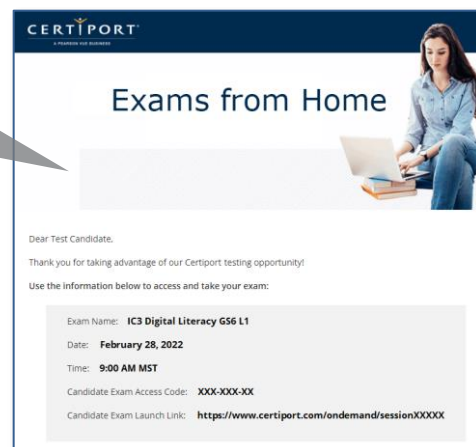 CERTIPORT
A PEARSON VUE BUSINESS
Exams from Home
Dear Test Candidate,
Thank you for taking advantage of our Certiport testing opportunity!
Use the information below to access and take your exam:
Exam Name: IC3 Digital Literacy GS6 L1
Date: February 28, 2022
Time: 9:00 AM MST
Candidate Exam Access Code: XXX-XXX-XX
Candidate Exam Launch Link: https://www.certiport.com/ondemand/sessionXXXXX